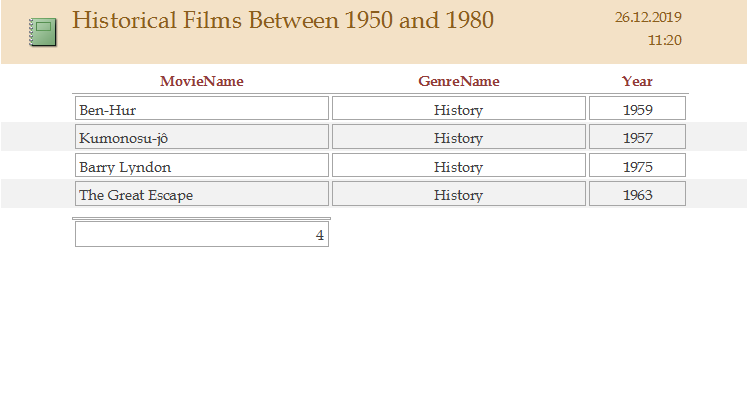 Historical Films Between 1950 and 1980 26.12.2019
11:20
MovieName GenreName Year
Ben-Hur History 1959
Kumonosu-jô History 1957
Barry Lyndon History 1975
The Great Escape History 1963
4